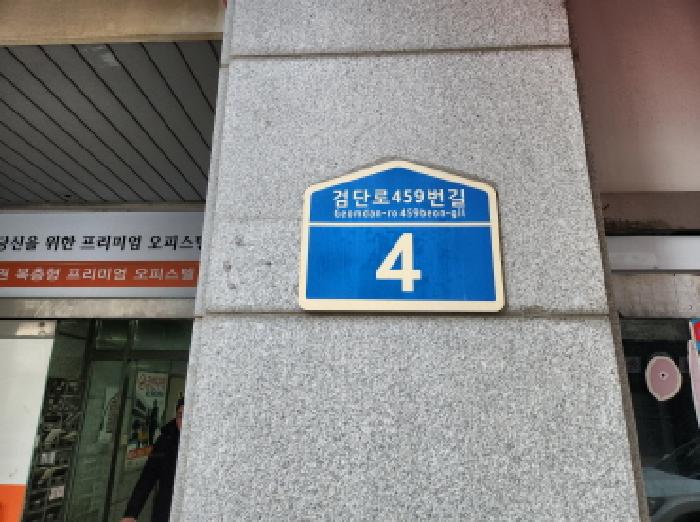 검단로459번길
Geomdan-ro 459beon-gil
4
당신을 위한 프리미엄 오피스텔
복층형 프리미엄 오피스텔